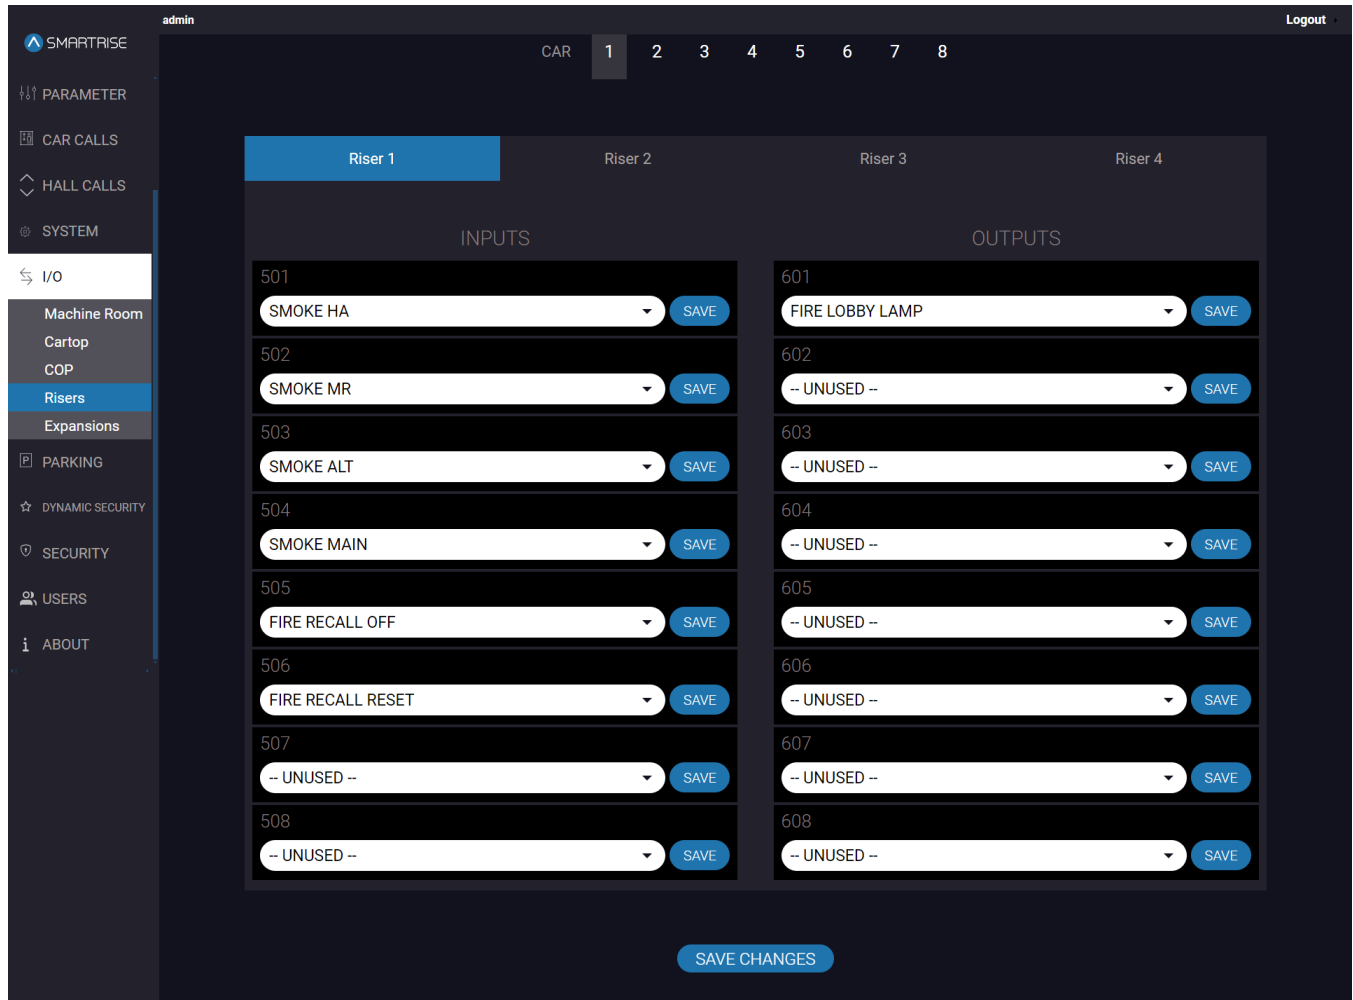 admin
Logout
SMARTRISE
CAR 1 2 3 4 5 6 7 8
PARAMETER
CAR CALLS
HALL CALLS
SYSTEM
I/O
Machine Room
Cartop
COP
Risers
Expansions
PARKING
DYNAMIC SECURITY
SECURITY
USERS
ABOUT
Riser 1 Riser 2 Riser 3 Riser 4
INPUTS
501
SMOKE HA SAVE
502
SMOKE MR SAVE
503
SMOKE ALT SAVE
504
SMOKE MAIN SAVE
505
FIRE RECALL OFF SAVE
506
FIRE RECALL RESET SAVE
507
-- UNUSED -- SAVE
508
-- UNUSED -- SAVE
OUTPUTS
601
FIRE LOBBY LAMP SAVE
602
-- UNUSED -- SAVE
603
-- UNUSED -- SAVE
604
-- UNUSED -- SAVE
605
-- UNUSED -- SAVE
606
-- UNUSED -- SAVE
607
-- UNUSED -- SAVE
608
-- UNUSED -- SAVE
SAVE CHANGES